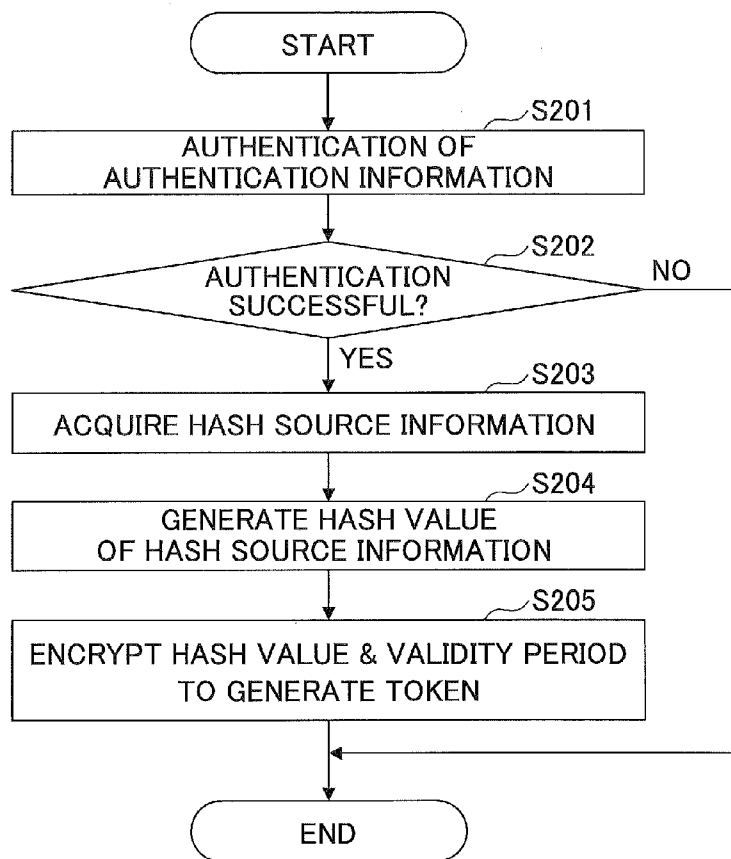 START
S201
AUTHENTICATION OF
AUTHENTICATION INFORMATION
S202
AUTHENTICATION
SUCCESSFUL?
NO
YES
S203
ACQUIRE HASH SOURCE INFORMATION
S204
GENERATE HASH VALUE
OF HASH SOURCE INFORMATION
S205
ENCRYPT HASH VALUE & VALIDITY PERIOD
TO GENERATE TOKEN
END